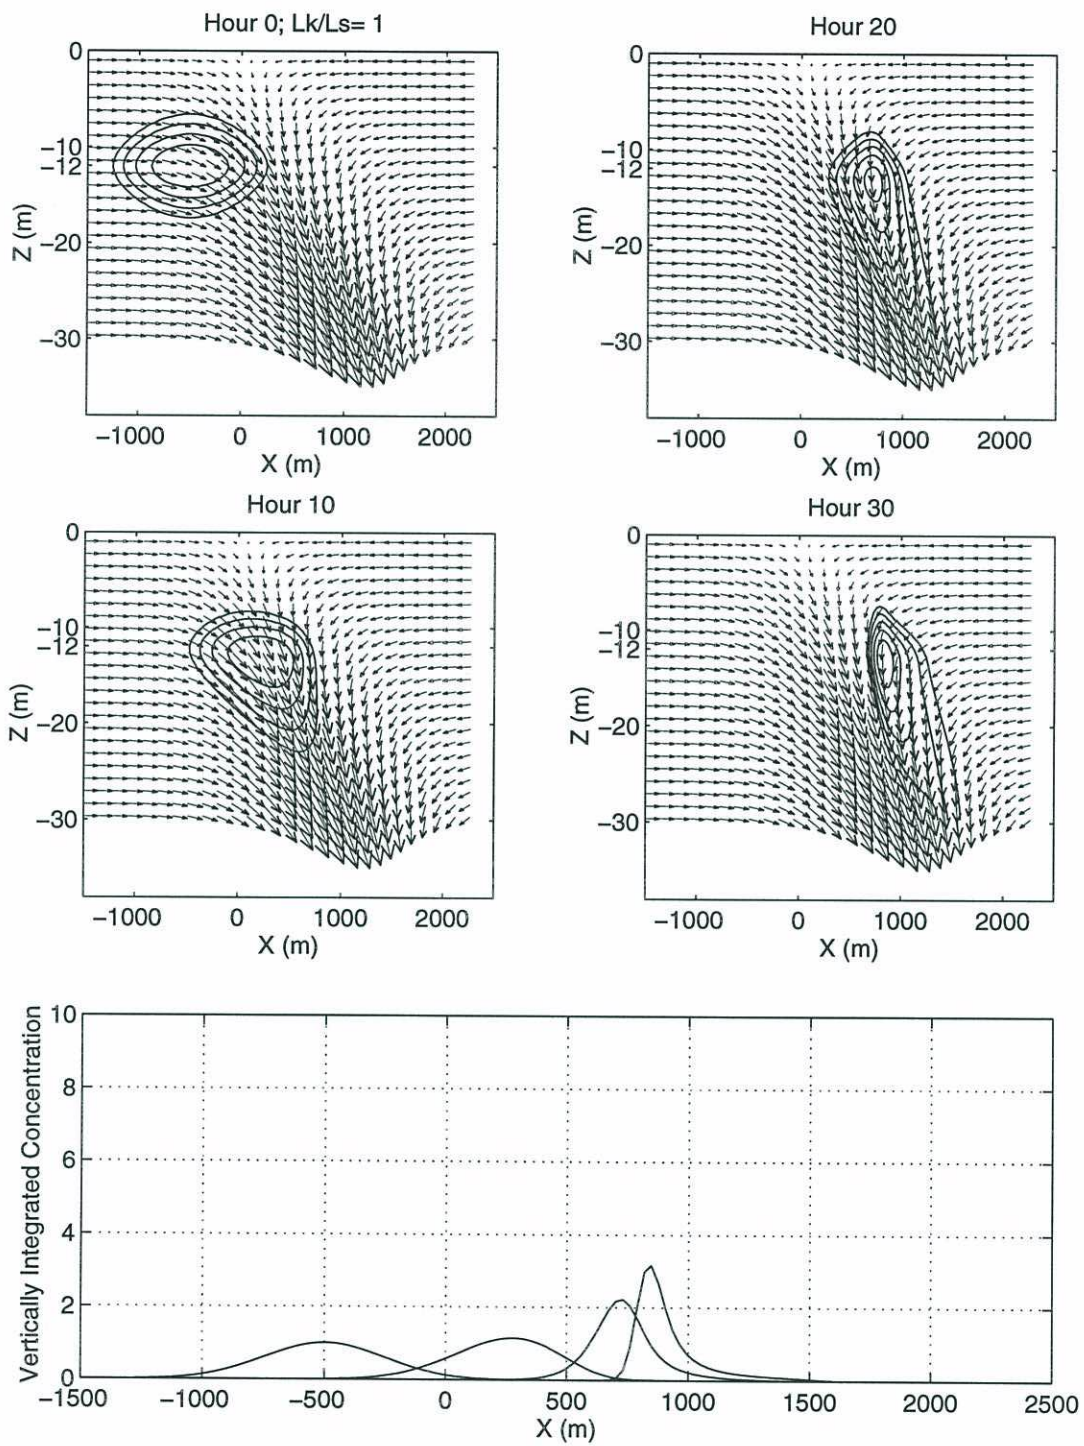 Hour 0; Lk/Ls= 1
0
−10
−12
−20
−30
Z (m)
−1000 0 1000 2000
X (m)
Hour 20
0
−10
−12
−20
−30
Z (m)
−1000 0 1000 2000
X (m)
Hour 10
0
−10
−12
−20
−30
Z (m)
−1000 0 1000 2000
X (m)
Hour 30
0
−10
−12
−20
−30
Z (m)
−1000 0 1000 2000
X (m)
Vertically Integrated Concentration
10
8
6
4
2
0
−1500 −1000 −500 0 500 1000 1500 2000 2500
X (m)